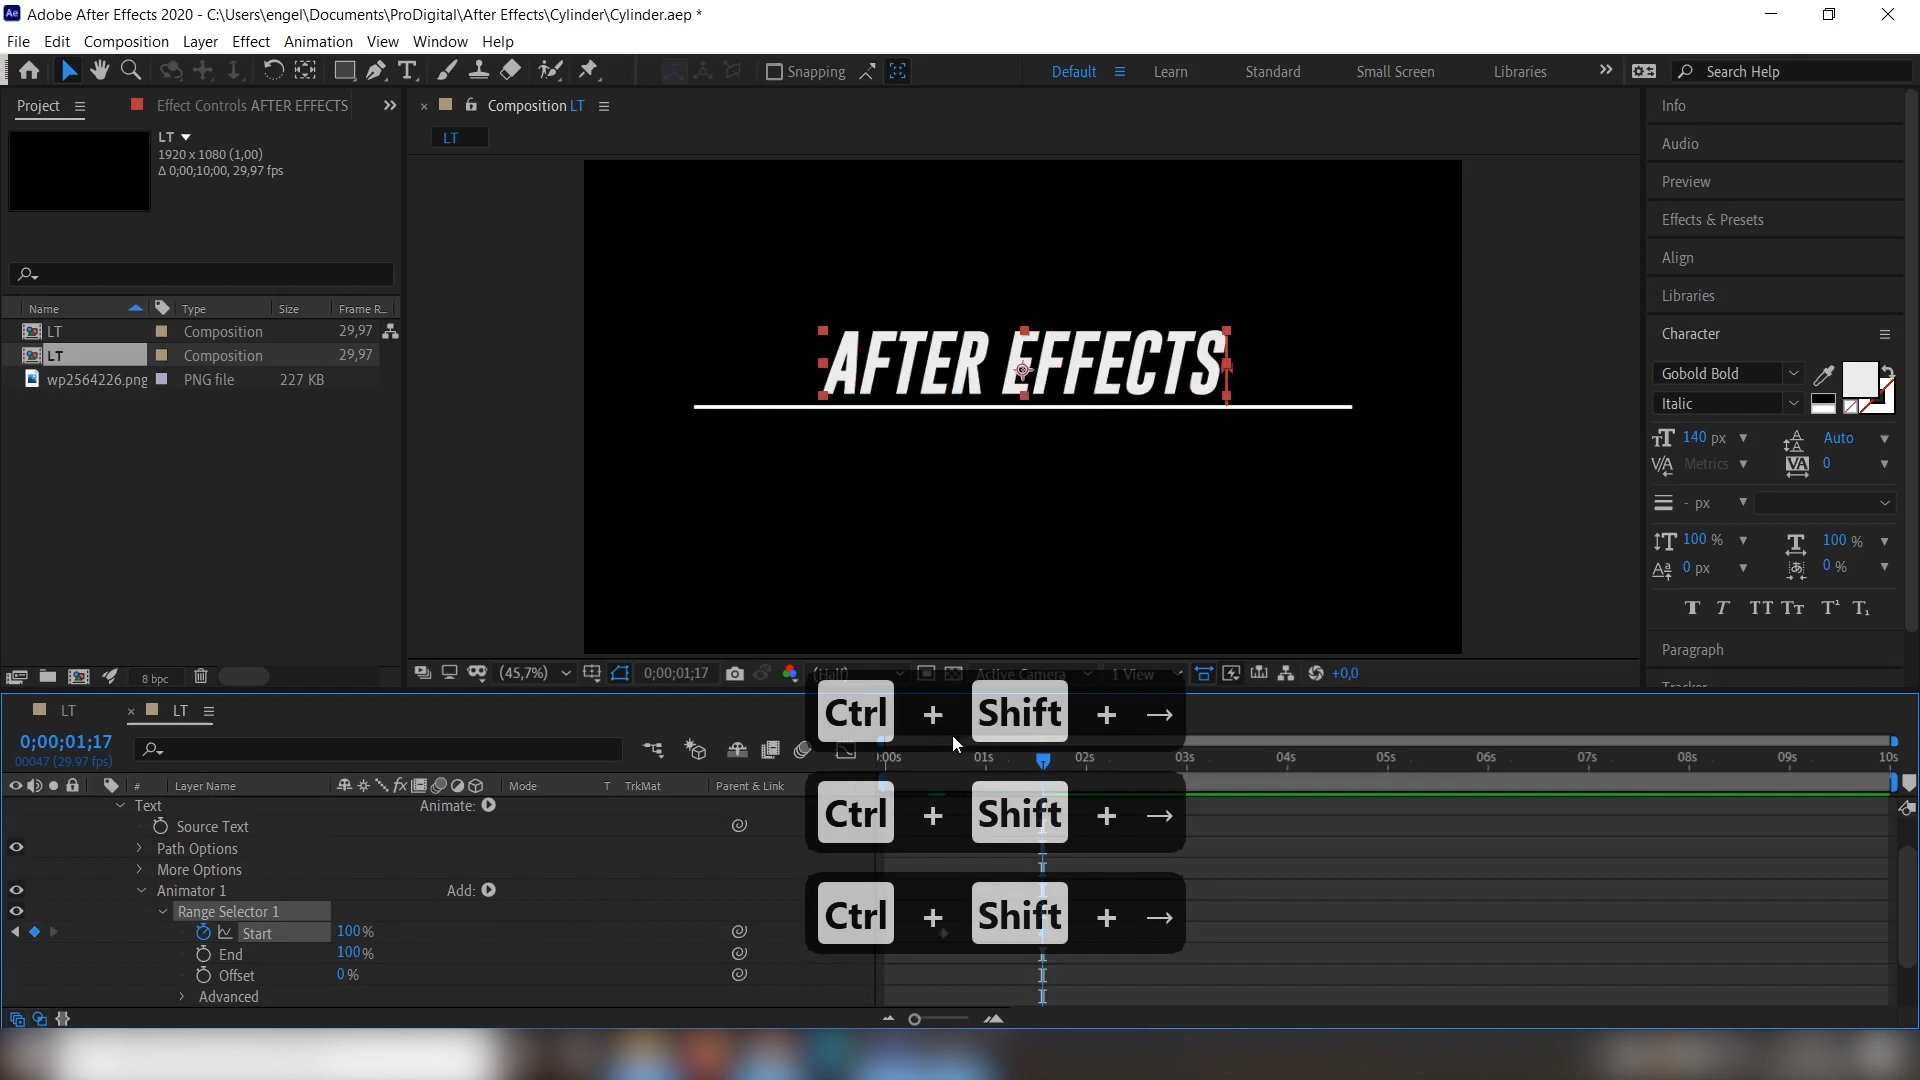 Adobe After Effects 2020 - C:\Users\engel\Documents\ProDigital\After Effects\Cylinder\Cylinder.aep *
File Edit Composition Layer Effect Animation View Window Help
Snapping
Default Learn Standard Small Screen Libraries Search Help
Project Effect Controls AFTER EFFECTS
Composition LT
LT
LT
1920 x 1080 (1,00)
Δ 0;00;10;00, 29,97 fps
Name Type Size Frame R...
LT Composition 29,97
LT Composition 29,97
wp2564226.png PNG file 227 KB
8 bpc
AFTER EFFECTS
(45,7%) 0;00;01;17 (Half) Active Camera 1 View +0,0
Info
Audio
Preview
Effects & Presets
Align
Libraries
Character
Gobold Bold
Italic
140 px Auto
Metrics 0
- px
100 % 100 %
0 px 0 %
Paragraph
Tracker
LT LT
0;00;01;17
00047 (29.97 fps)
# Layer Name Mode T TrkMat Parent & Link
:00s 01s 02s 03s 04s 05s 06s 07s 08s 09s 10s
Text Animate:
Source Text
Path Options
More Options
Animator 1 Add:
Range Selector 1
Start 100%
End 100%
Offset 0%
Advanced
Ctrl + Shift + →
Ctrl + Shift + →
Ctrl + Shift + →